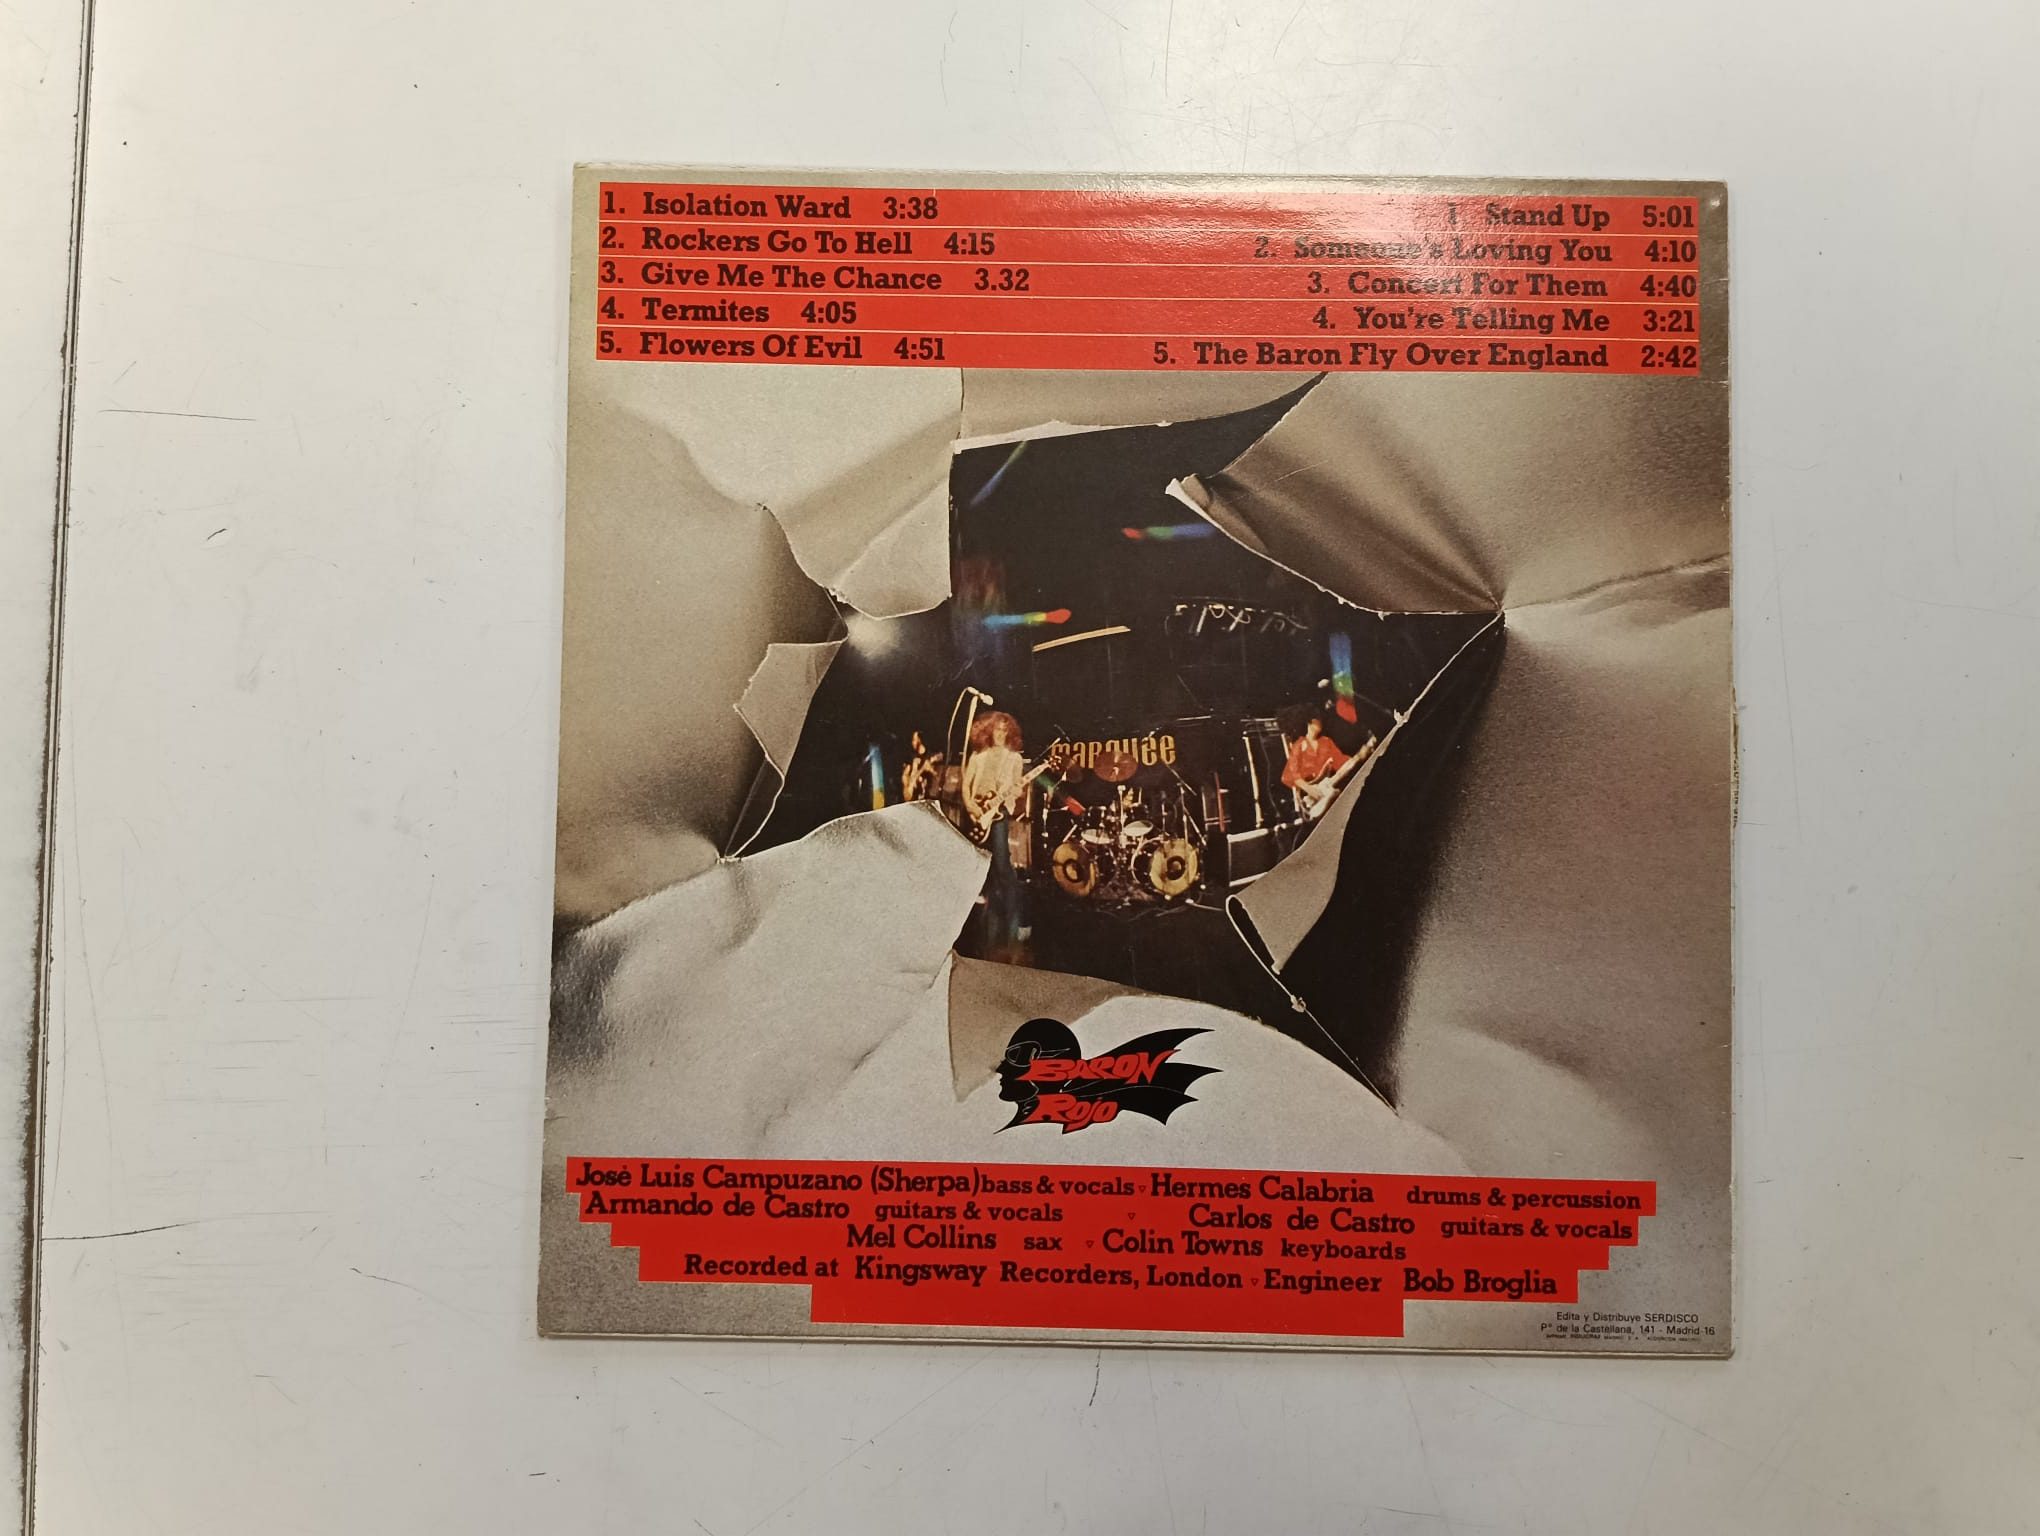 1. Isolation Ward 3:38
2. Rockers Go To Hell 4:15
3. Give Me The Chance 3.32
4. Termites 4:05
5. Flowers Of Evil 4:51
1 Stand Up 5:01
2. Someone's Loving You 4:10
3. Concert For Them 4:40
4. You're Telling Me 3:21
5. The Baron Fly Over England 2:42
marquee
BARON
ROJO
José Luis Campuzano (Sherpa) bass & vocals ▿ Hermes Calabria drums & percussion
Armando de Castro guitars & vocals ▿ Carlos de Castro guitars & vocals
Mel Collins sax ▿ Colin Towns keyboards
Recorded at Kingsway Recorders, London ▿ Engineer Bob Broglia
Edita y Distribuye SERDISCO
Pº de la Castellana, 141 - Madrid-16